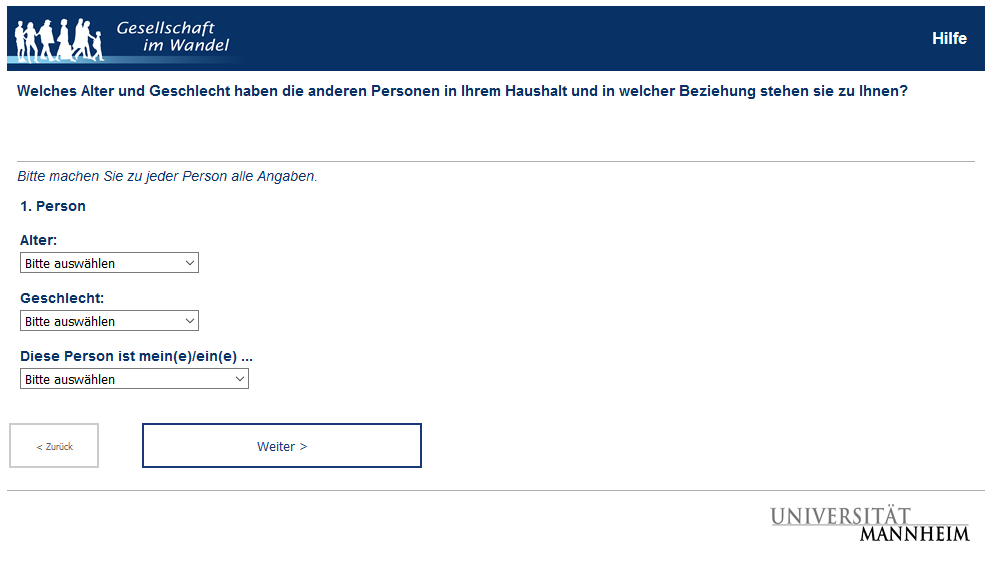 Gesellschaft
im Wandel
Hilfe
Welches Alter und Geschlecht haben die anderen Personen in Ihrem Haushalt und in welcher Beziehung stehen sie zu Ihnen?
Bitte machen Sie zu jeder Person alle Angaben.
1. Person
Alter:
Bitte auswählen
Geschlecht:
Bitte auswählen
Diese Person ist mein(e)/ein(e) ...
Bitte auswählen
< Zurück
Weiter >
UNIVERSITÄT
MANNHEIM